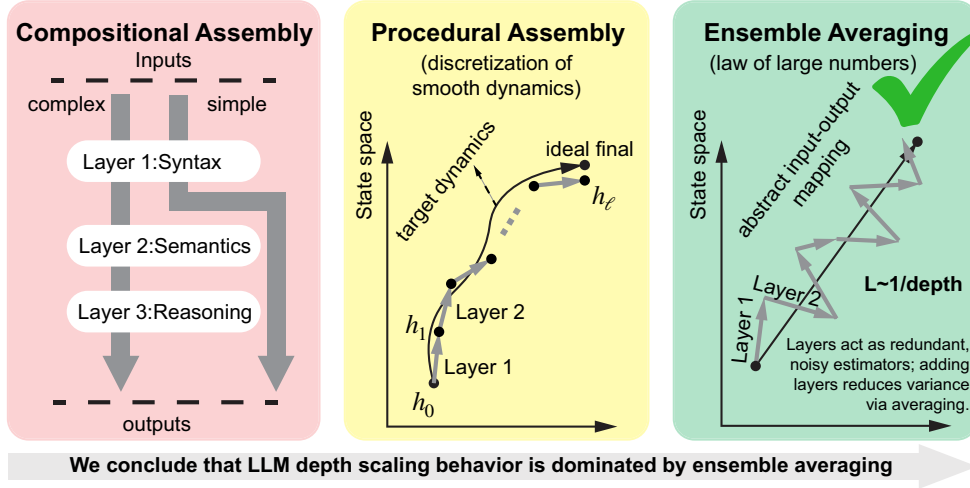 Compositional Assembly
Inputs
complex simple
Layer 1:Syntax
Layer 2:Semantics
Layer 3:Reasoning
outputs
Procedural Assembly
(discretization of
smooth dynamics)
State space
target dynamics
ideal final
hℓ
Layer 2
h1
Layer 1
h0
Ensemble Averaging
(law of large numbers)
State space
abstract input-output
mapping
L~1/depth
Layer 1
Layer 2
Layers act as redundant,
noisy estimators; adding
layers reduces variance
via averaging.
We conclude that LLM depth scaling behavior is dominated by ensemble averaging